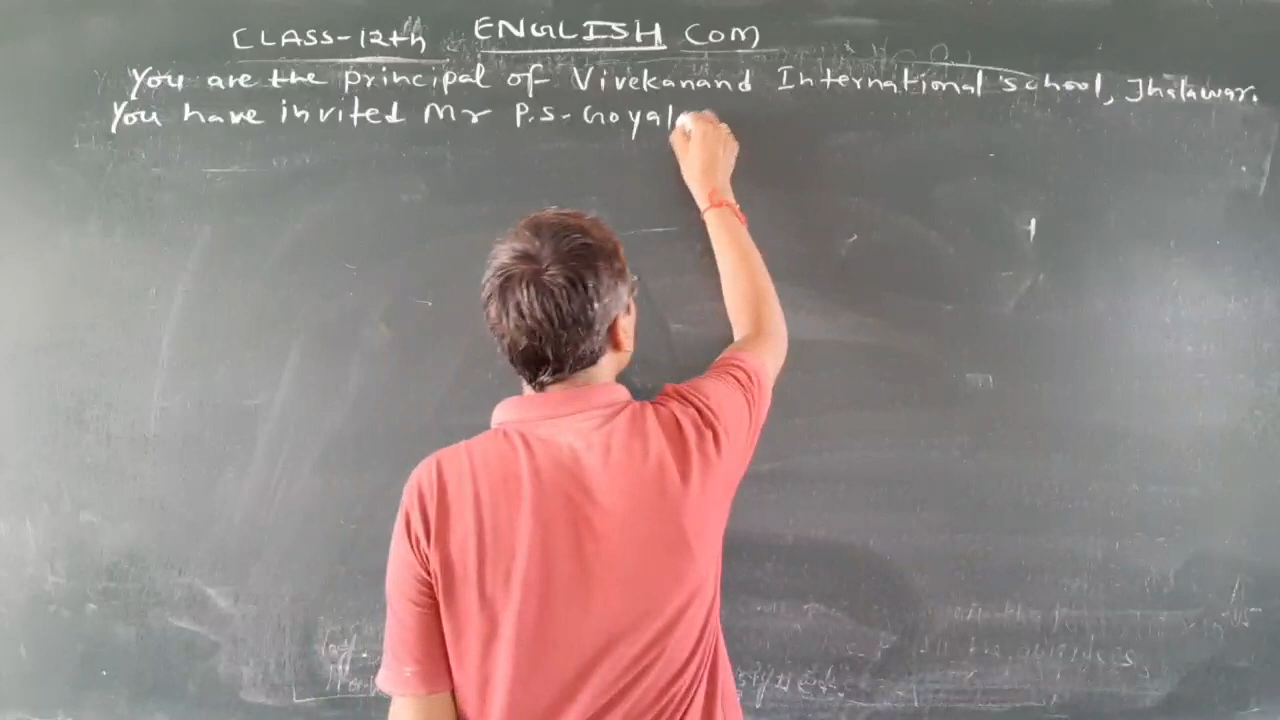 CLASS-12th ENGLISH COM
You are the principal of Vivekanand International school, Jhalawar.
You have invited Mr P.S. Goyal